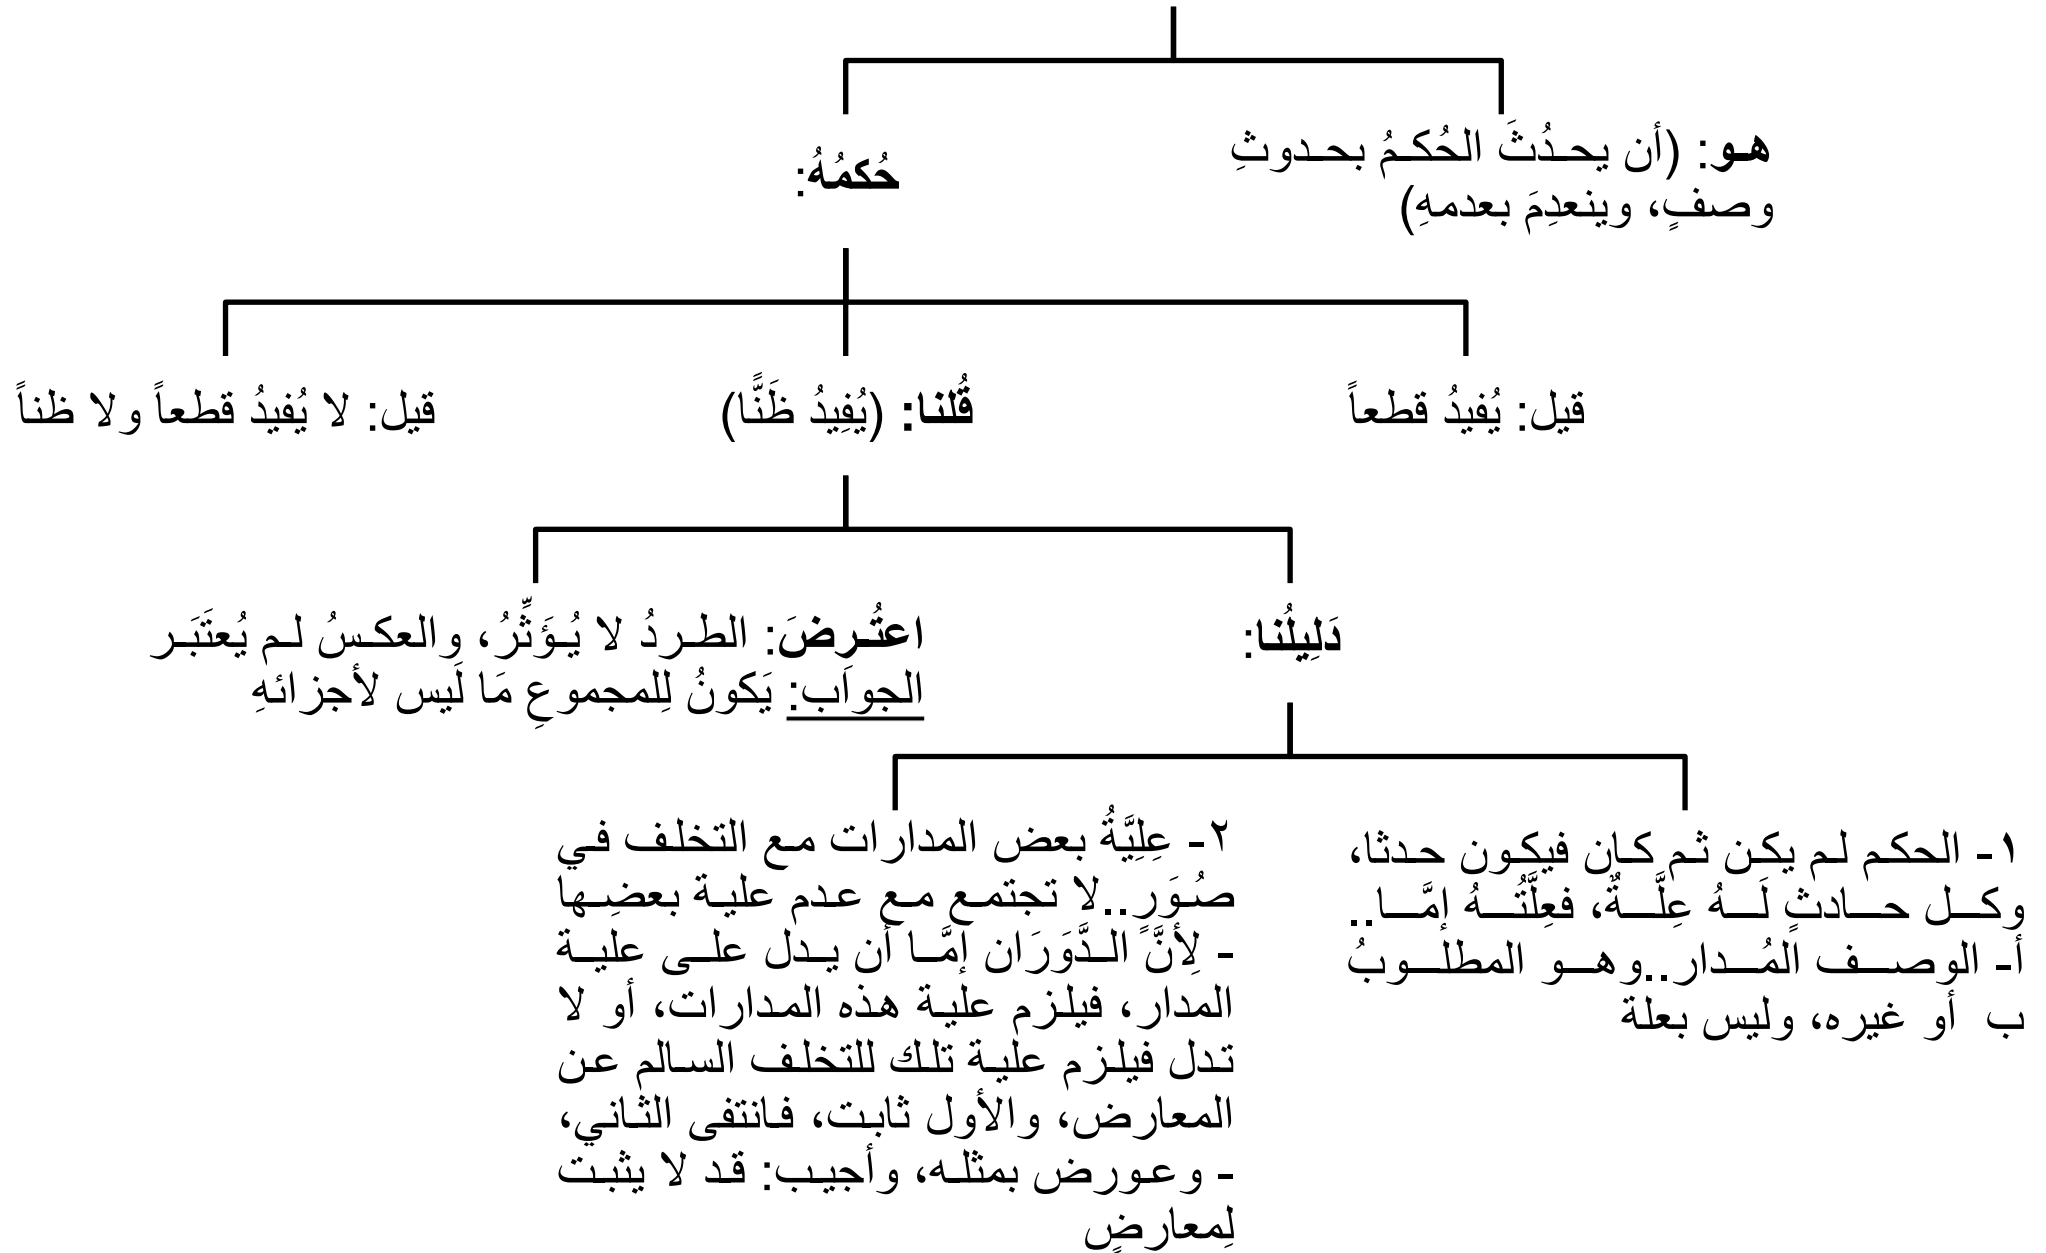 هو: (أن يحدُثَ الحُكمُ بحدوثِ
وصفٍ، وينعدِمَ بعدمهِ)
حُكمُهُ:
قيل: يُفيدُ قطعاً
قُلنا: (يُفِيدُ ظَنًّا)
قيل: لا يُفيدُ قطعاً ولا ظناً
دَلِيلُنا:
اعتُرِضَ: الطردُ لا يُؤَثِّرُ، والعكسُ لم يُعتَبَر
الجواب: يَكونُ لِلمجموعِ مَا لَيس لأجزائهِ
١- الحكم لم يكن ثم كان فيكون حدثا،
وكل حادثٍ لَهُ عِلَّةٌ، فعِلَّتُهُ إمَّا..
أ- الوصف المُدار..وهو المطلوبُ
ب أو غيره، وليس بعلة
٢- عِلِيَّةُ بعض المدارات مع التخلف في
صُوَرٍ..لا تجتمع مع عدم علية بعضِها
- لِأنَّ الدَّوَرَان إمَّا أن يدل على علية
المدار، فيلزم علية هذه المدارات، أو لا
تدل فيلزم علية تلك للتخلف السالم عن
المعارض، والأول ثابت، فانتفى الثاني،
- وعورض بمثله، وأجيب: قد لا يثبت
لِمعارضٍ